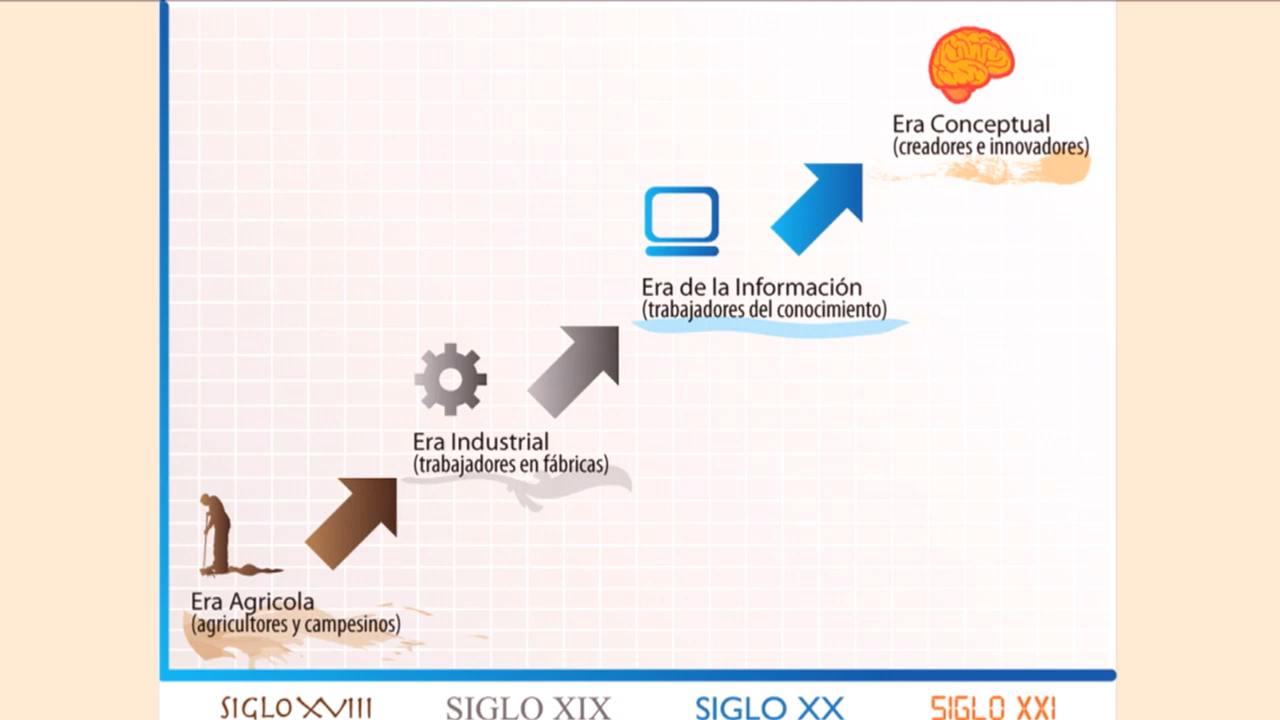 Era Conceptual
(creadores e innovadores)
Era de la Información
(trabajadores del conocimiento)
Era Industrial
(trabajadores en fábricas)
Era Agricola
(agricultores y campesinos)
SIGLO XVIII
SIGLO XIX
SIGLO XX
SIGLO XXI